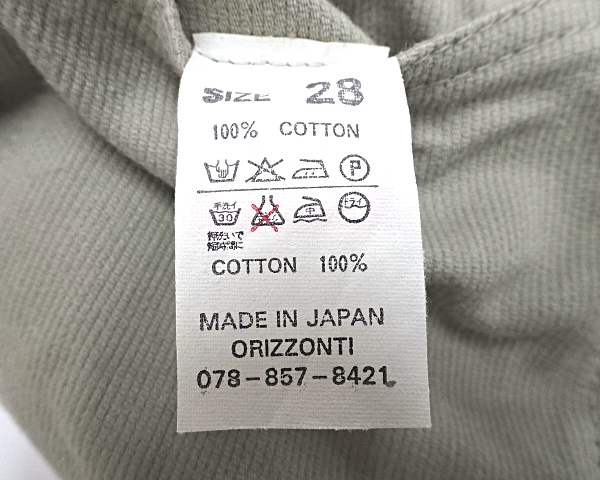 SIZE 28
100% COTTON
P
手洗イ 中 ドライ
30
COTTON 100%
MADE IN JAPAN
ORIZZONTI
078-857-8421